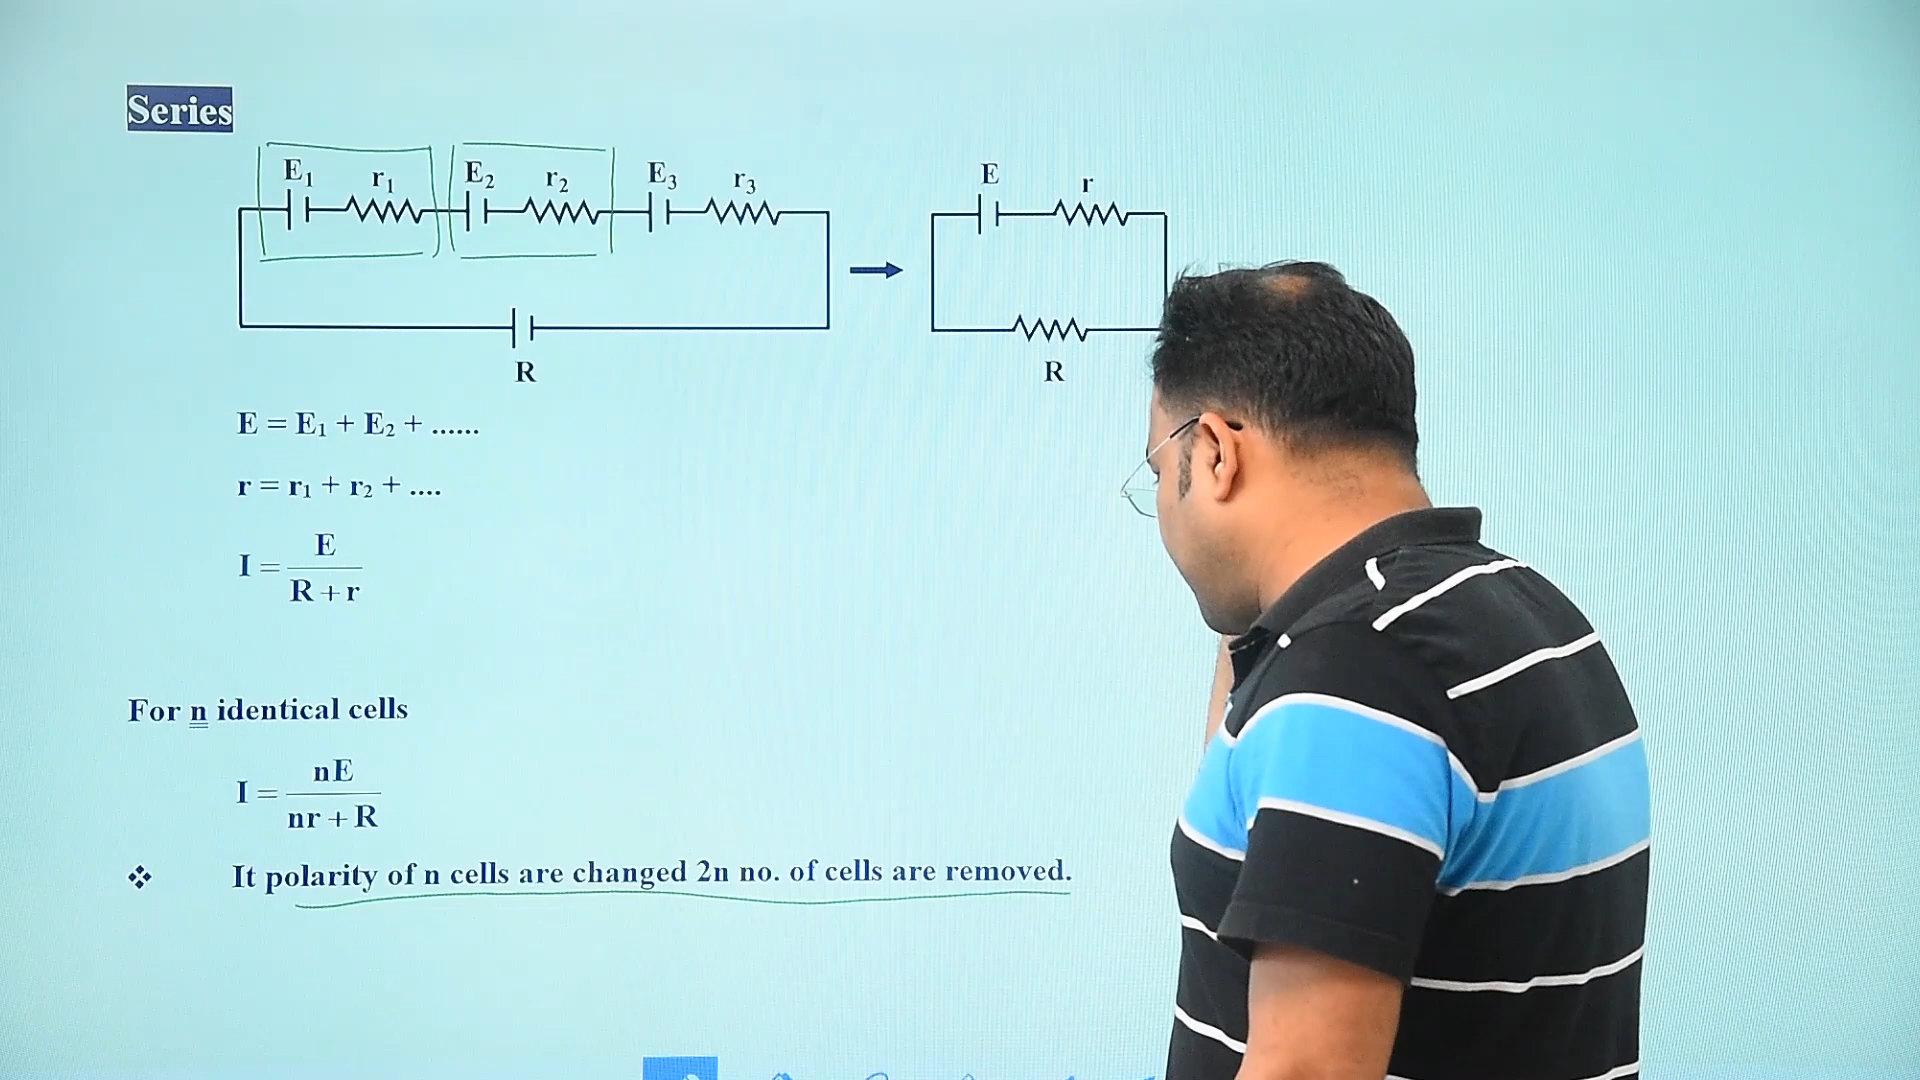 Series
E₁ r₁ E₂ r₂ E₃ r₃
E r
R
R
E = E₁ + E₂ + ......
r = r₁ + r₂ + ....
I = E / R + r
For n identical cells
I = nE / nr + R
❖ It polarity of n cells are changed 2n no. of cells are removed.